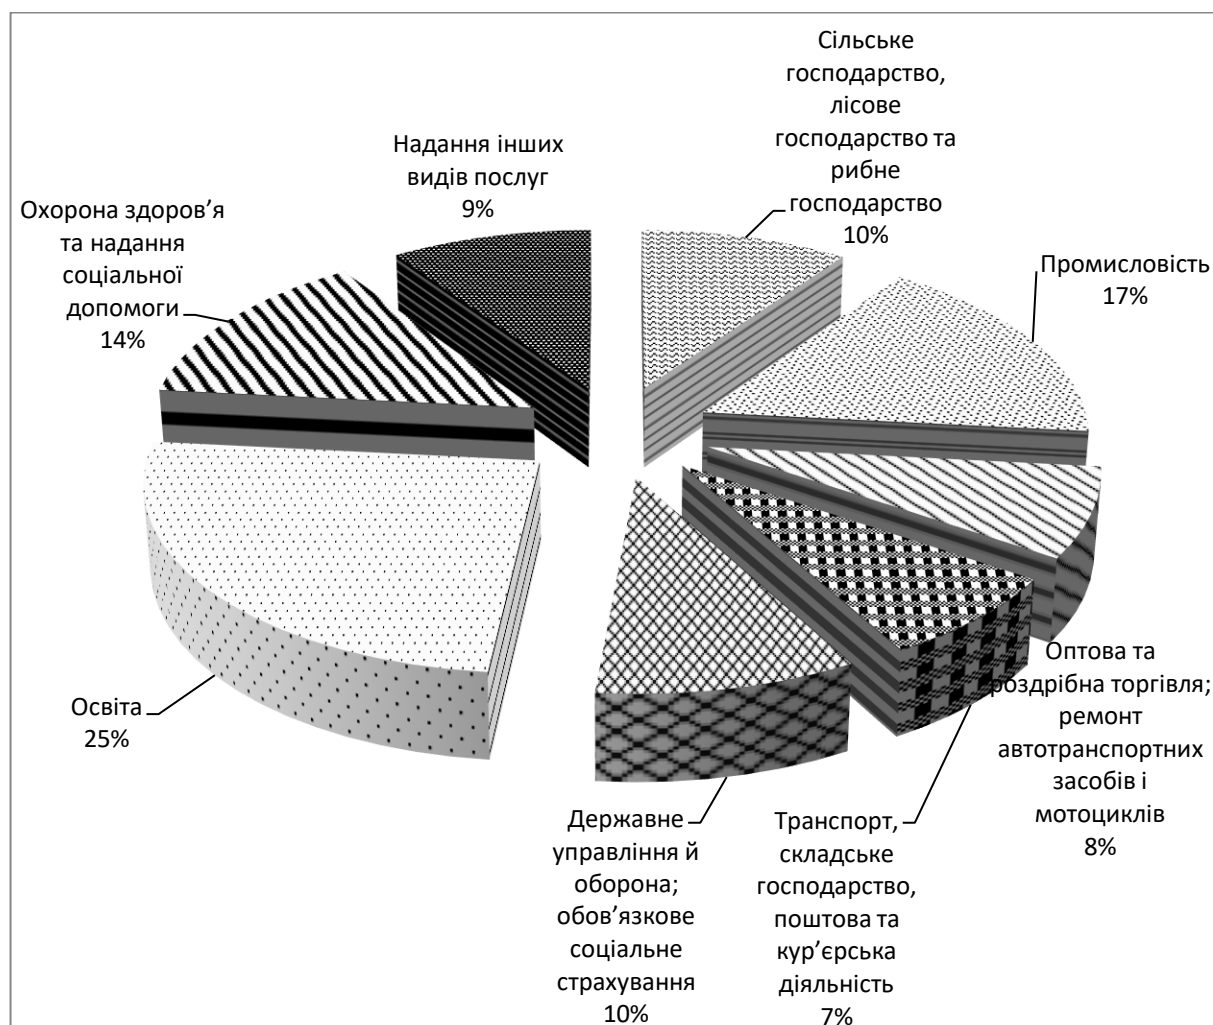 Сільське
господарство,
лісове
господарство та
рибне
господарство
10%
Промисловість
17%
Оптова та
роздрібна торгівля;
ремонт
автотранспортних
засобів і
мотоциклів
8%
Транспорт,
складське
господарство,
поштова та
кур’єрська
діяльність
7%
Державне
управління й
оборона;
обов’язкове
соціальне
страхування
10%
Освіта
25%
Охорона здоров’я
та надання
соціальної
допомоги
14%
Надання інших
видів послуг
9%